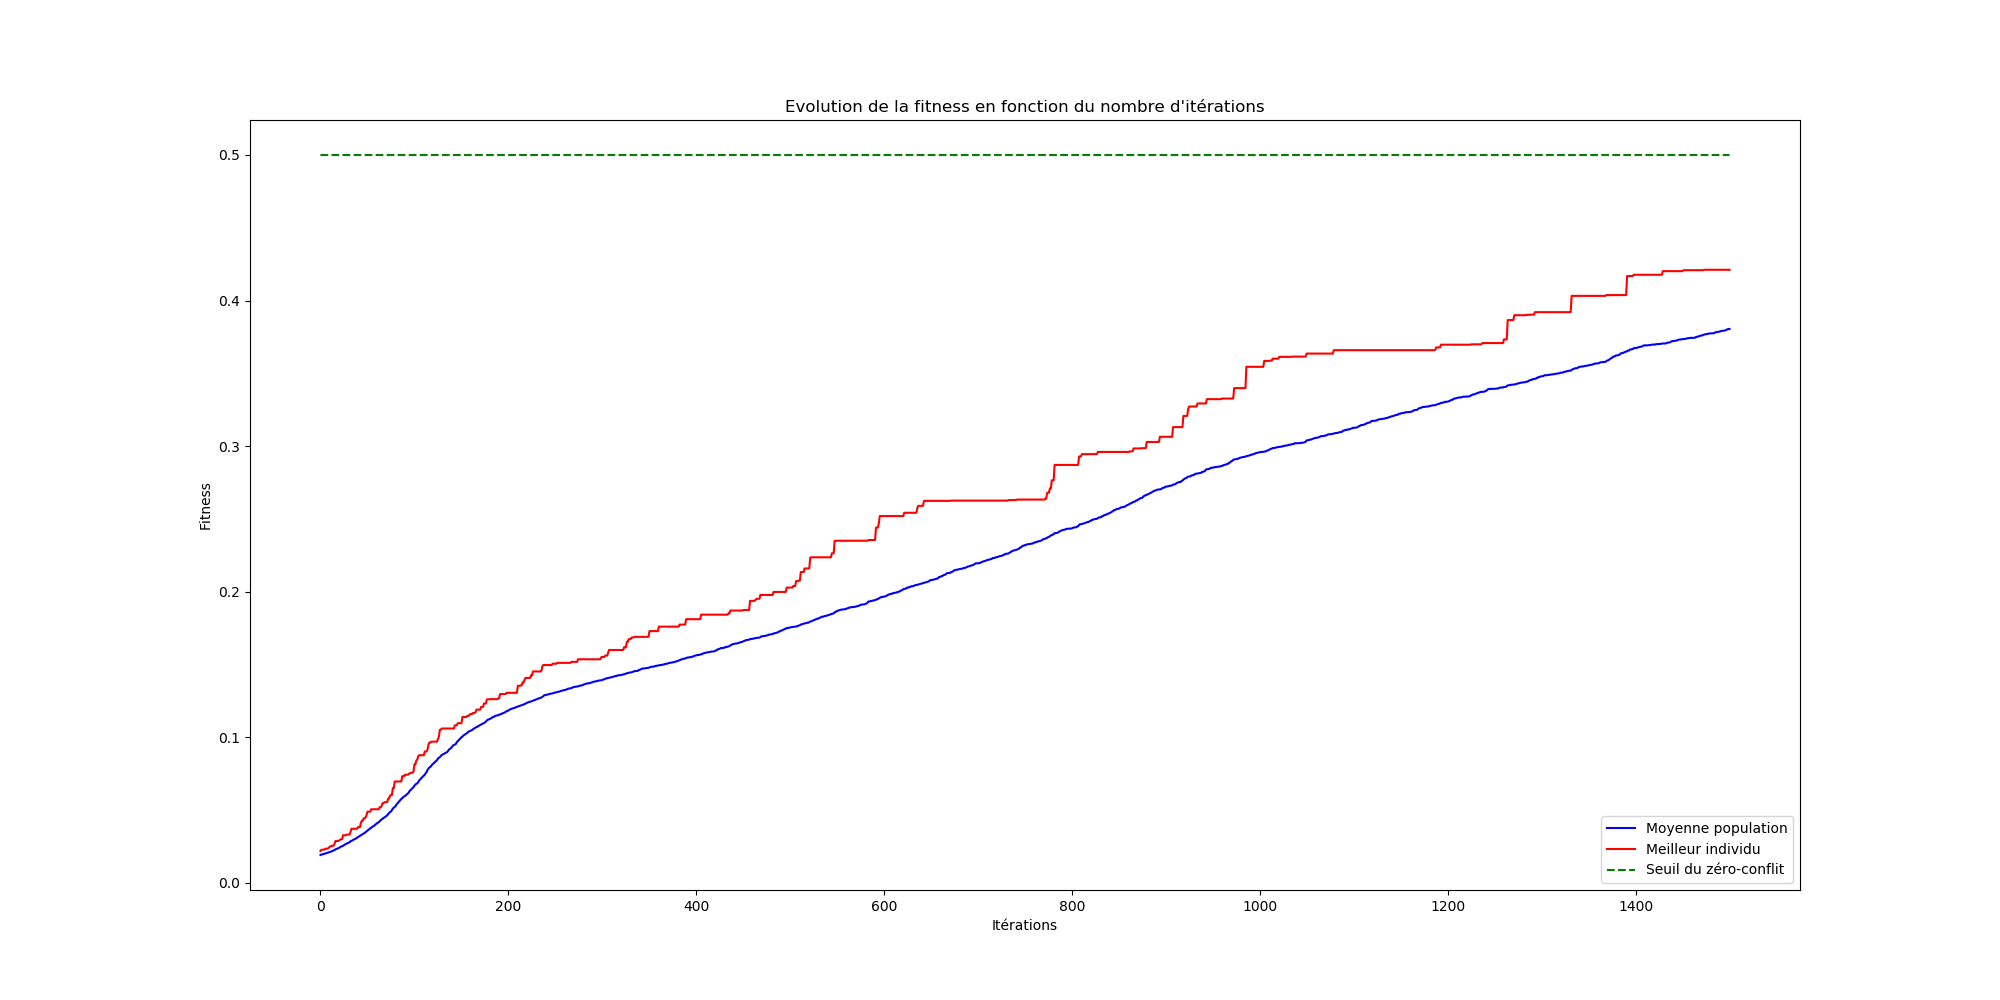 Evolution de la fitness en fonction du nombre d'itérations
0.5
0.4
0.3
0.2
0.1
0.0
Fitness
0 200 400 600 800 1000 1200 1400
Itérations
Moyenne population
Meilleur individu
Seuil du zéro-conflit